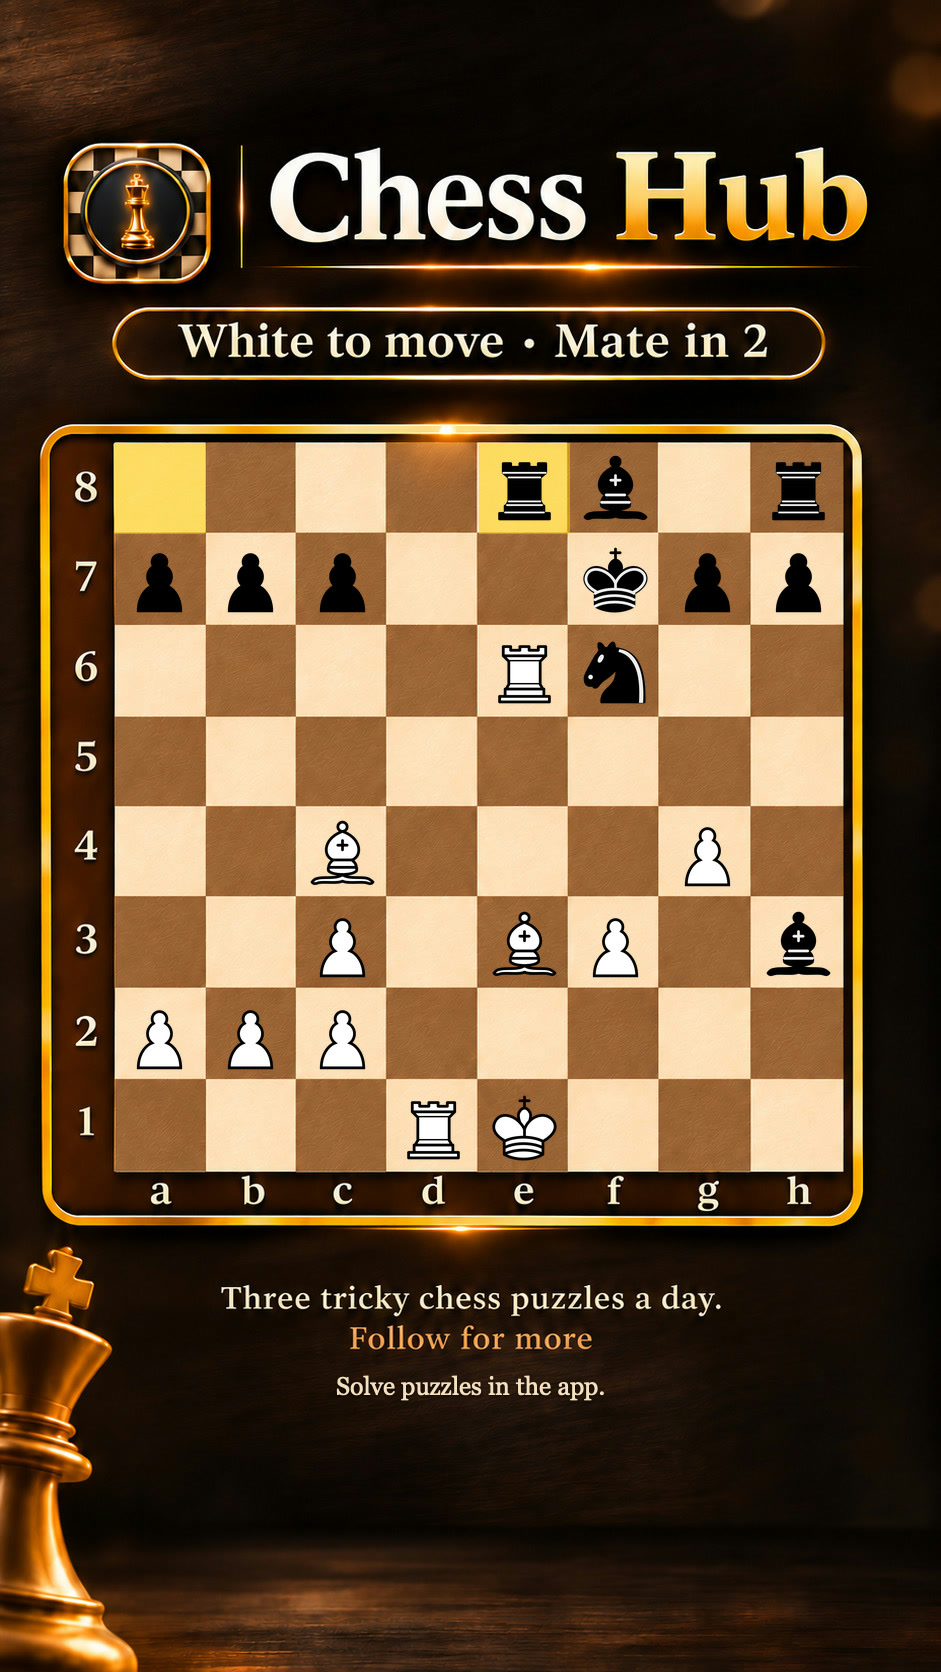 Chess Hub
White to move • Mate in 2
8
7
6
5
4
3
2
1
a b c d e f g h
Three tricky chess puzzles a day.
Follow for more
Solve puzzles in the app.